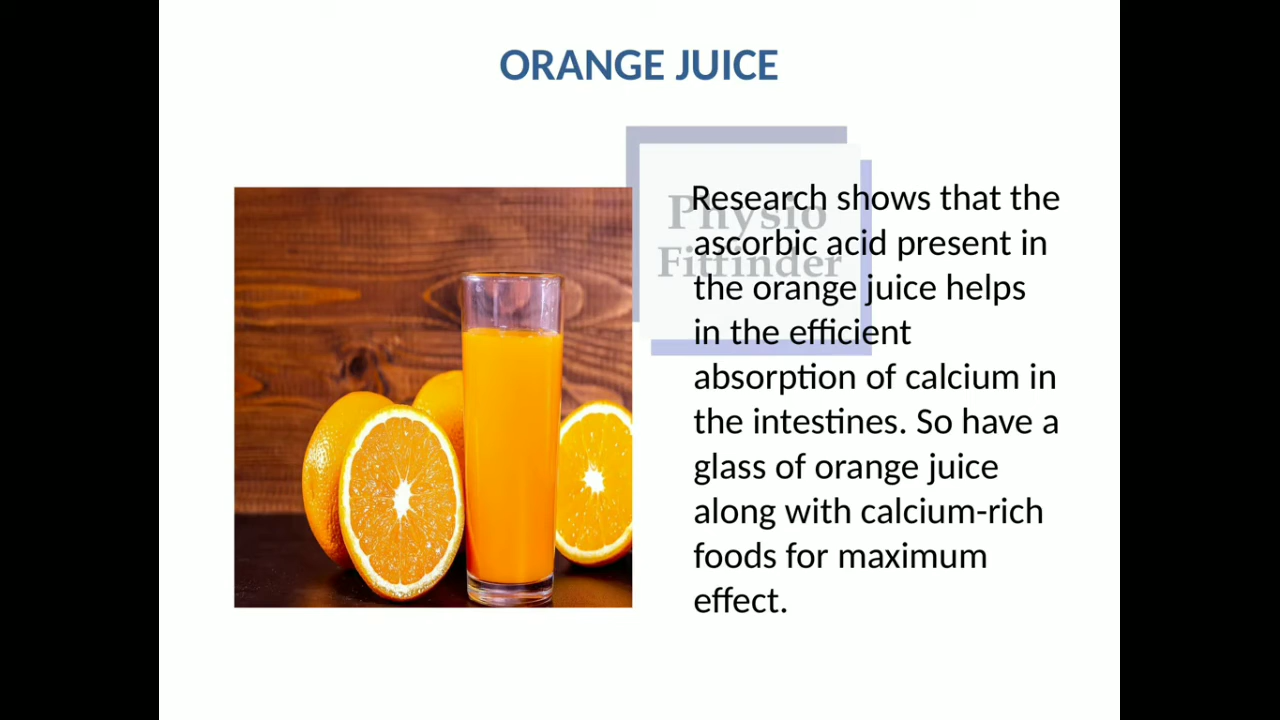 ORANGE JUICE
Physio
Fitfinder
Research shows that the
ascorbic acid present in
the orange juice helps
in the efficient
absorption of calcium in
the intestines. So have a
glass of orange juice
along with calcium-rich
foods for maximum
effect.